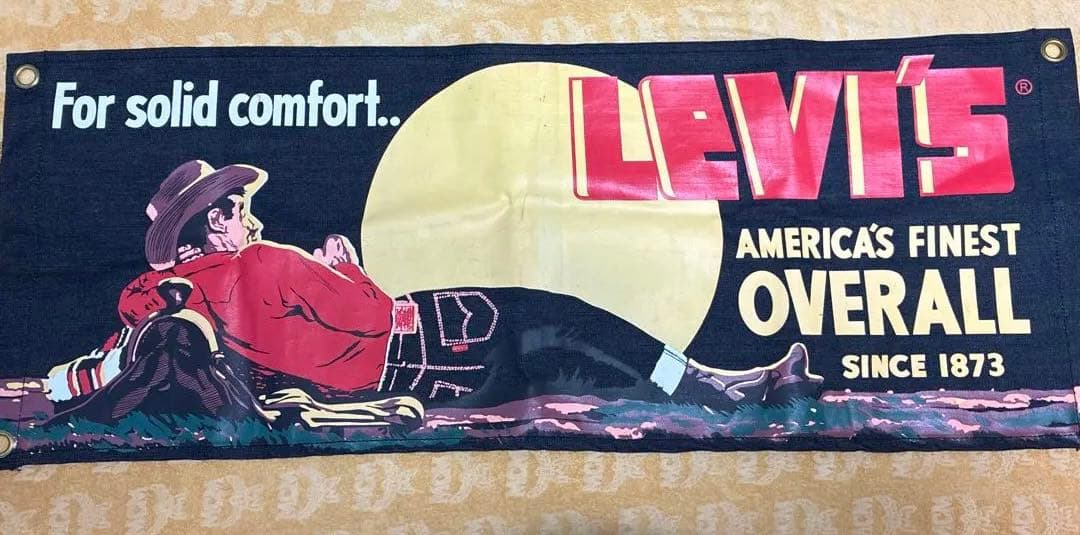 For solid comfort..
LEVI'S ®
AMERICA'S FINEST
OVERALL
SINCE 1873